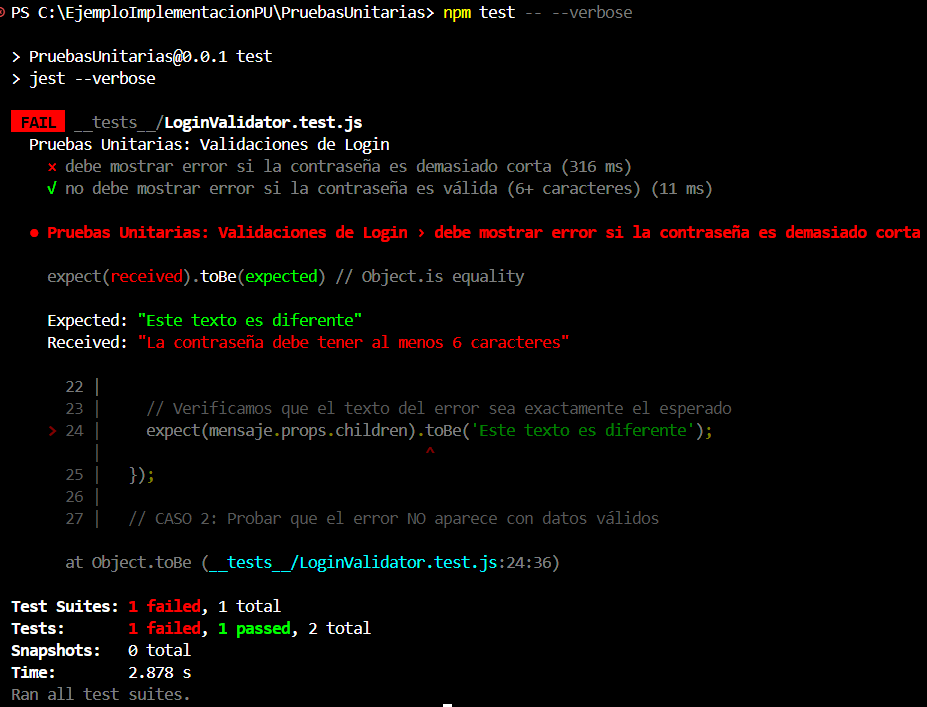 PS C:\EjemploImplementacionPU\PruebasUnitarias> npm test -- --verbose
> PruebasUnitarias@0.0.1 test
> jest --verbose
FAIL __tests__/LoginValidator.test.js
Pruebas Unitarias: Validaciones de Login
x debe mostrar error si la contraseña es demasiado corta (316 ms)
√ no debe mostrar error si la contraseña es válida (6+ caracteres) (11 ms)
● Pruebas Unitarias: Validaciones de Login › debe mostrar error si la contraseña es demasiado corta
expect(received).toBe(expected) // Object.is equality
Expected: "Este texto es diferente"
Received: "La contraseña debe tener al menos 6 caracteres"
22 |
23 | // Verificamos que el texto del error sea exactamente el esperado
> 24 | expect(mensaje.props.children).toBe('Este texto es diferente');
| ^
25 | });
26 |
27 | // CASO 2: Probar que el error NO aparece con datos válidos
at Object.toBe (__tests__/LoginValidator.test.js:24:36)
Test Suites: 1 failed, 1 total
Tests: 1 failed, 1 passed, 2 total
Snapshots: 0 total
Time: 2.878 s
Ran all test suites.